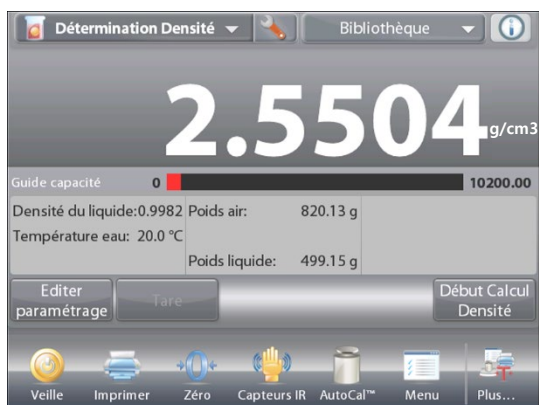 Détermination Densité Bibliothèque
2.5504 g/cm3
Guide capacité 0 10200.00
Densité du liquide:0.9982 Poids air: 820.13 g
Température eau: 20.0 °C
Poids liquide: 499.15 g
Editer paramétrage
Tare
Début Calcul Densité
Veille Imprimer Zéro Capteurs IR AutoCal™ Menu Plus...